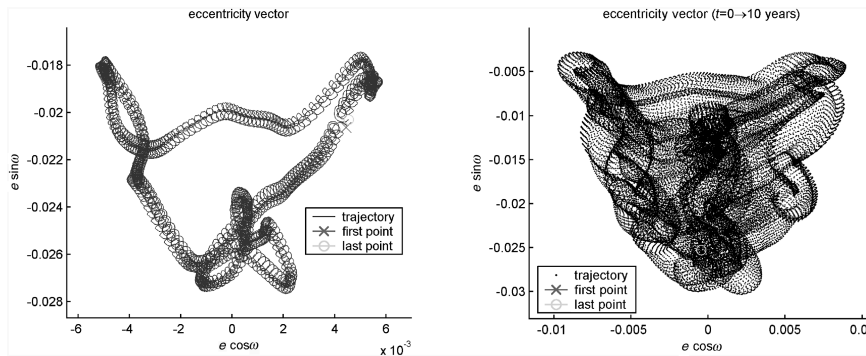 eccentricity vector
-0.018
-0.02
-0.022
-0.024
-0.026
-0.028
e sinω
trajectory
first point
last point
-6 -4 -2 0 2 4 6
e cosω
x 10⁻³
eccentricity vector (t=0→10 years)
-0.005
-0.01
-0.015
-0.02
-0.025
-0.03
e sinω
trajectory
first point
last point
-0.01 -0.005 0 0.005
e cosω